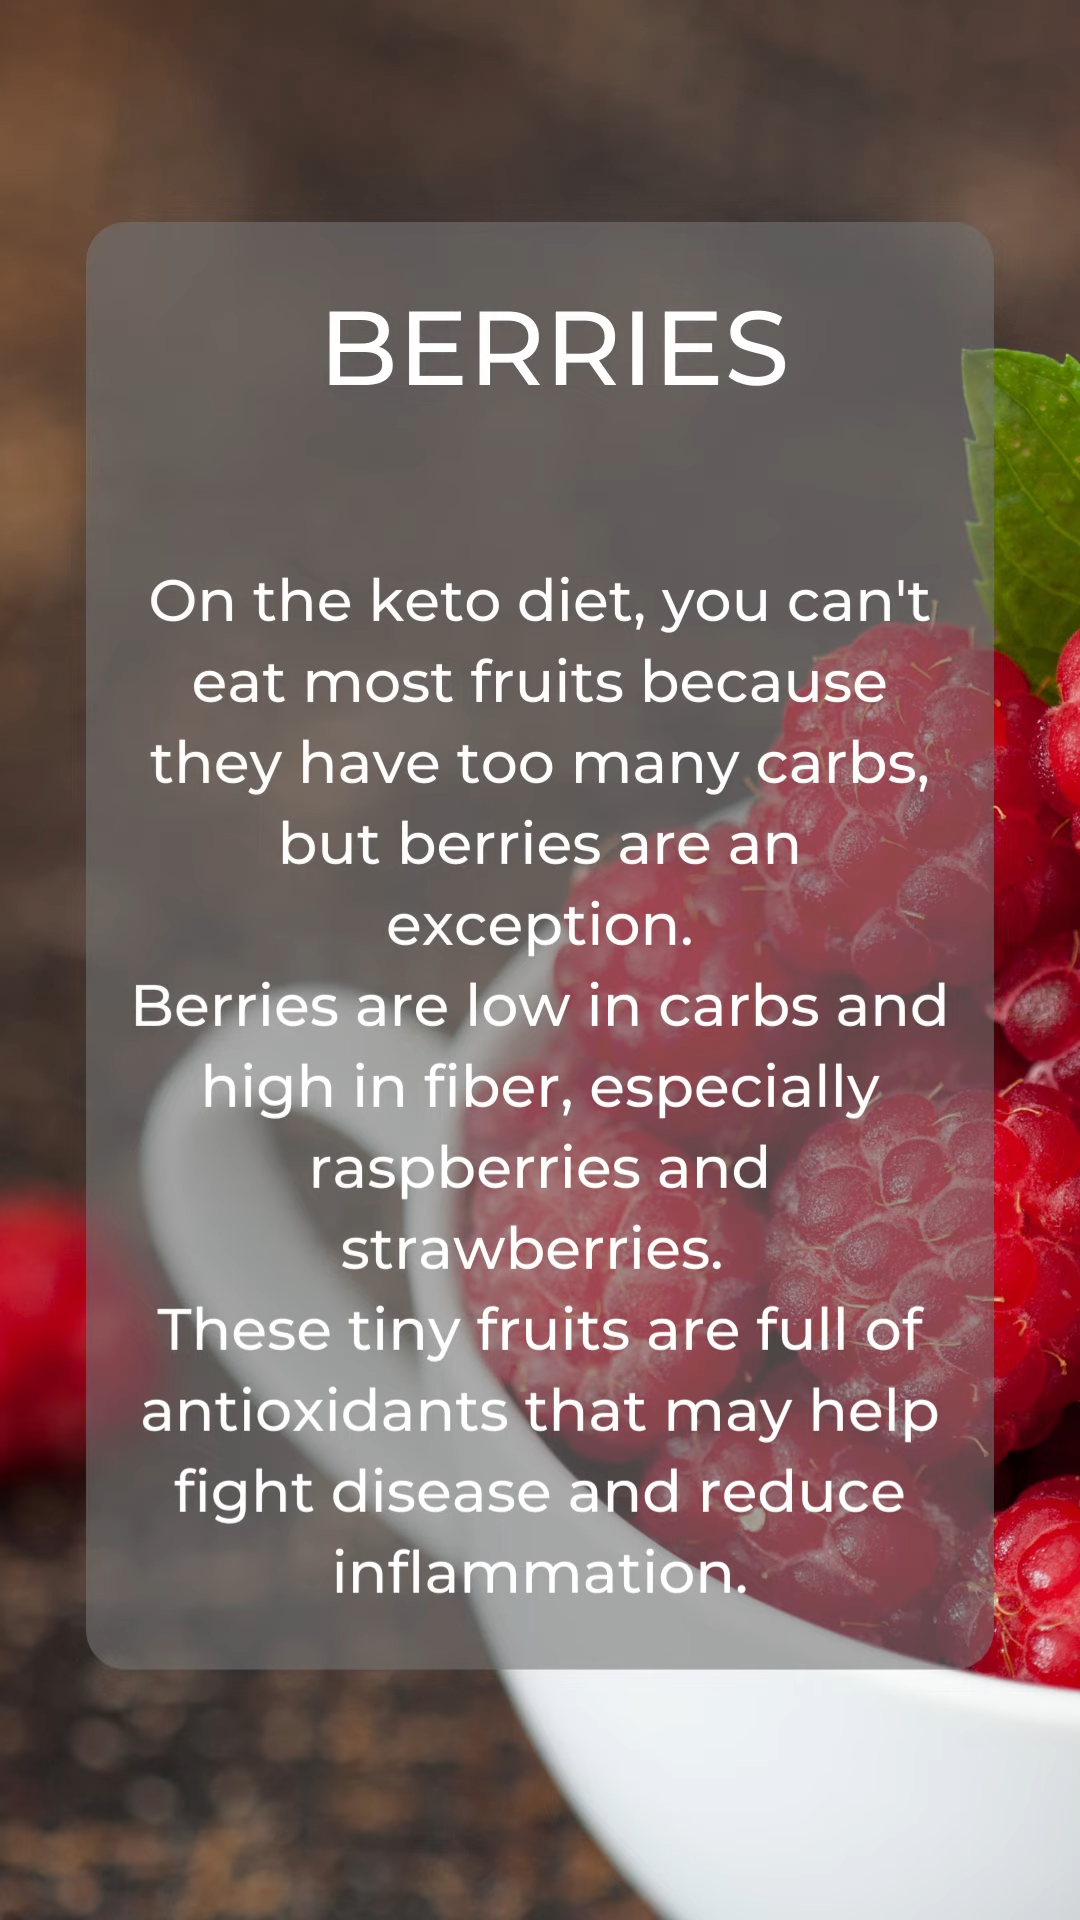 BERRIES
On the keto diet, you can't
eat most fruits because
they have too many carbs,
but berries are an
exception.
Berries are low in carbs and
high in fiber, especially
raspberries and
strawberries.
These tiny fruits are full of
antioxidants that may help
fight disease and reduce
inflammation.